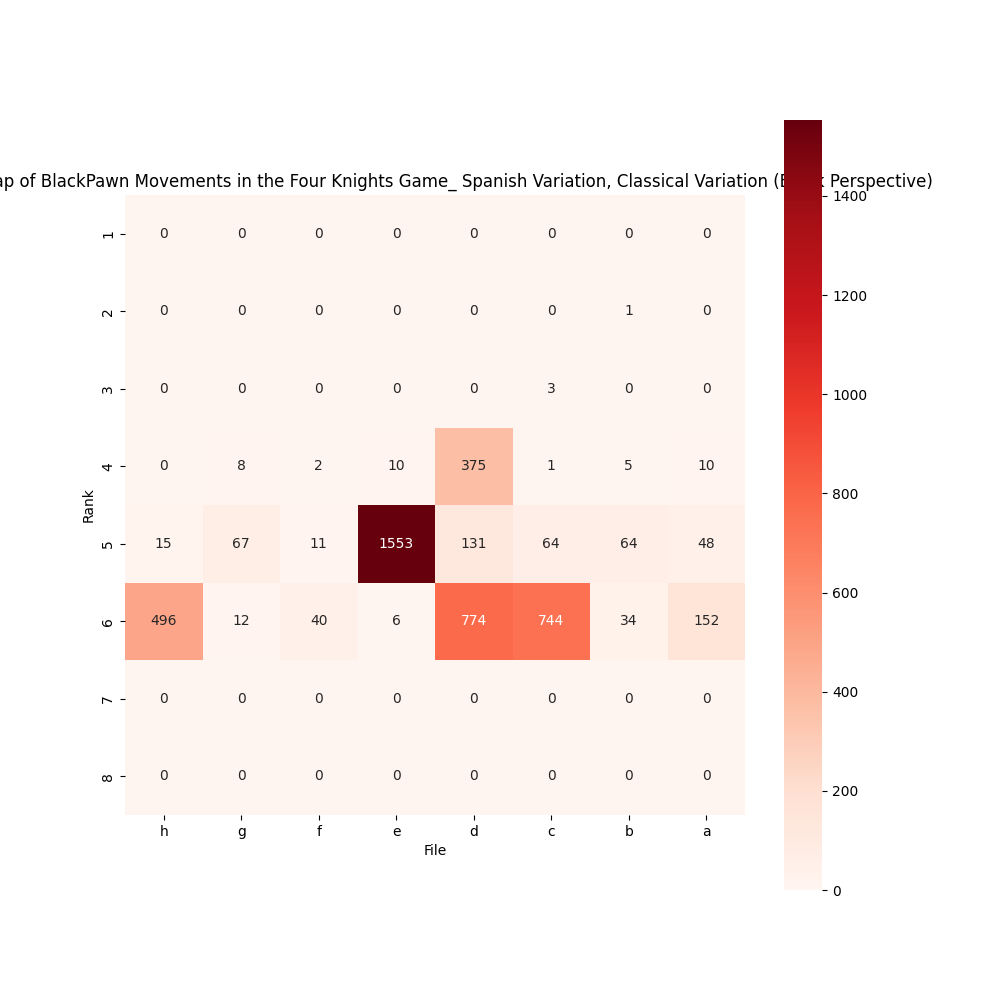 ap of BlackPawn Movements in the Four Knights Game_ Spanish Variation, Classical Variation (B Perspective)
1400
1 0 0 0 0 0 0 0 0
1200
2 0 0 0 0 0 0 1 0
1000
3 0 0 0 0 0 3 0 0
4 0 8 2 10 375 1 5 10
800
Rank
5 15 67 11 1553 131 64 64 48
600
6 496 12 40 6 774 744 34 152
400
7 0 0 0 0 0 0 0 0
8 0 0 0 0 0 0 0 0
200
h g f e d c b a
File
0